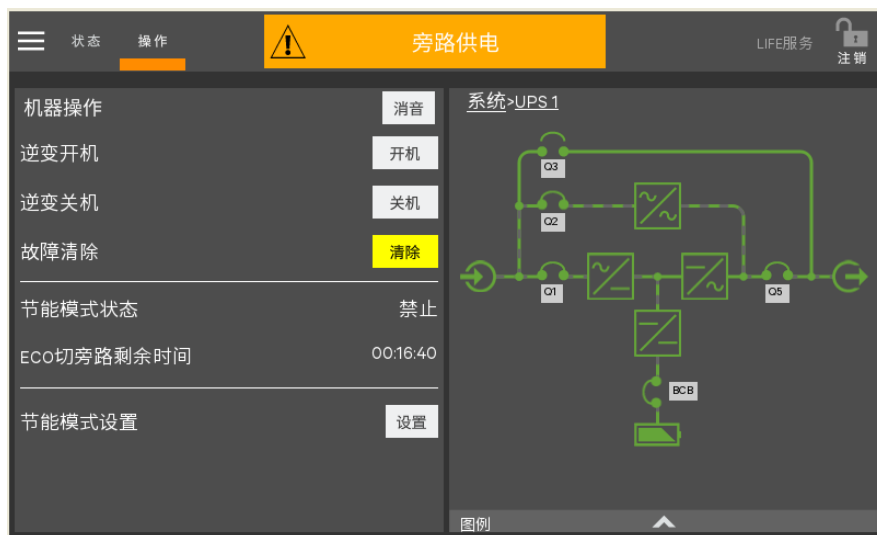 状态 操作 旁路供电 LIFE服务 注销
机器操作 消音
逆变开机 开机
逆变关机 关机
故障清除 清除
节能模式状态 禁止
ECO切旁路剩余时间 00:16:40
节能模式设置 设置
系统>UPS 1
Q3
Q2
Q1 Q5
BCB
图例